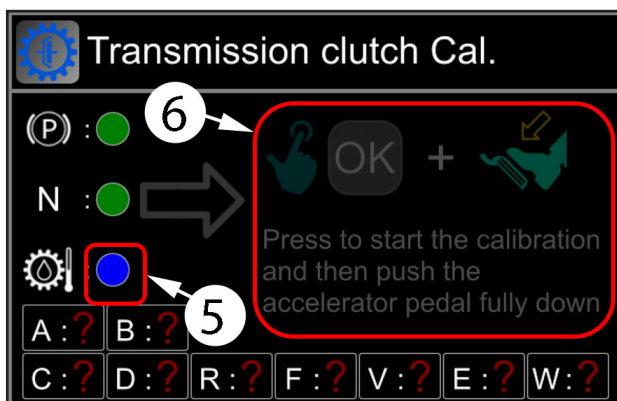 Transmission clutch Cal.
(P) :
6
OK +
N :
Press to start the calibration
and then push the
accelerator pedal fully down
:
5
A : ? B : ?
C : ? D : ? R : ? F : ? V : ? E : ? W : ?